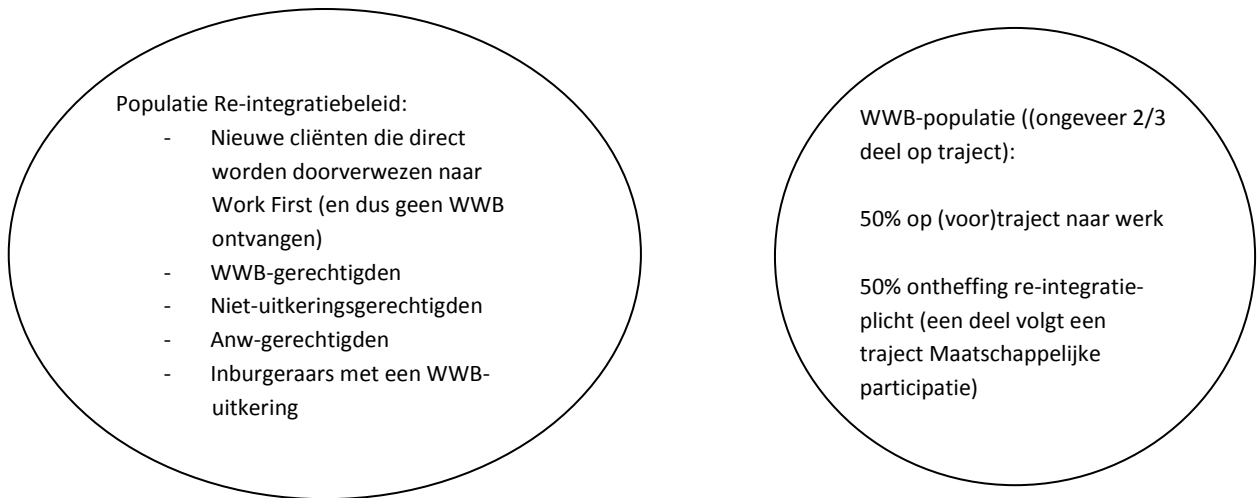 Populatie Re-integratiebeleid:
- Nieuwe cliënten die direct
worden doorverwezen naar
Work First (en dus geen WWB
ontvangen)
- WWB-gerechtigden
- Niet-uitkeringsgerechtigden
- Anw-gerechtigden
- Inburgeraars met een WWB-
uitkering
WWB-populatie ((ongeveer 2/3
deel op traject):
50% op (voor)traject naar werk
50% ontheffing re-integratie-
plicht (een deel volgt een
traject Maatschappelijke
participatie)